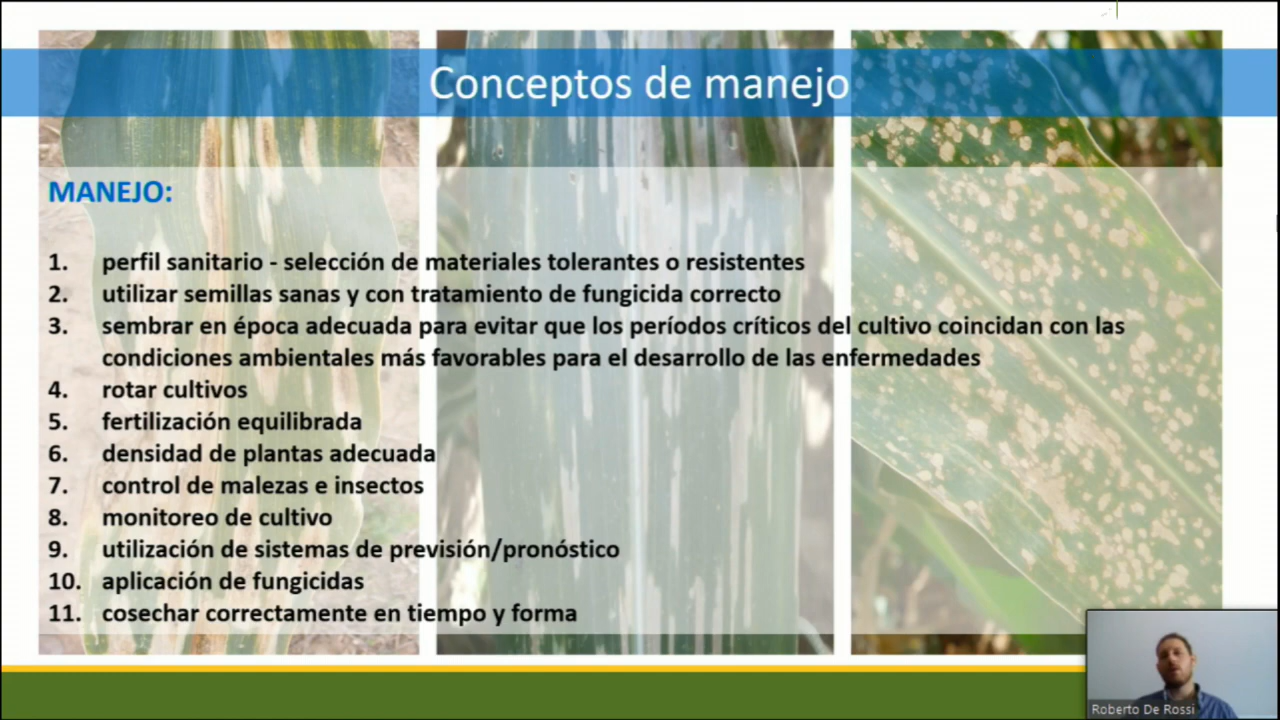 Conceptos de manejo
MANEJO:
1. perfil sanitario - selección de materiales tolerantes o resistentes
2. utilizar semillas sanas y con tratamiento de fungicida correcto
3. sembrar en época adecuada para evitar que los períodos críticos del cultivo coincidan con las
condiciones ambientales más favorables para el desarrollo de las enfermedades
4. rotar cultivos
5. fertilización equilibrada
6. densidad de plantas adecuada
7. control de malezas e insectos
8. monitoreo de cultivo
9. utilización de sistemas de previsión/pronóstico
10. aplicación de fungicidas
11. cosechar correctamente en tiempo y forma
Roberto De Rossi